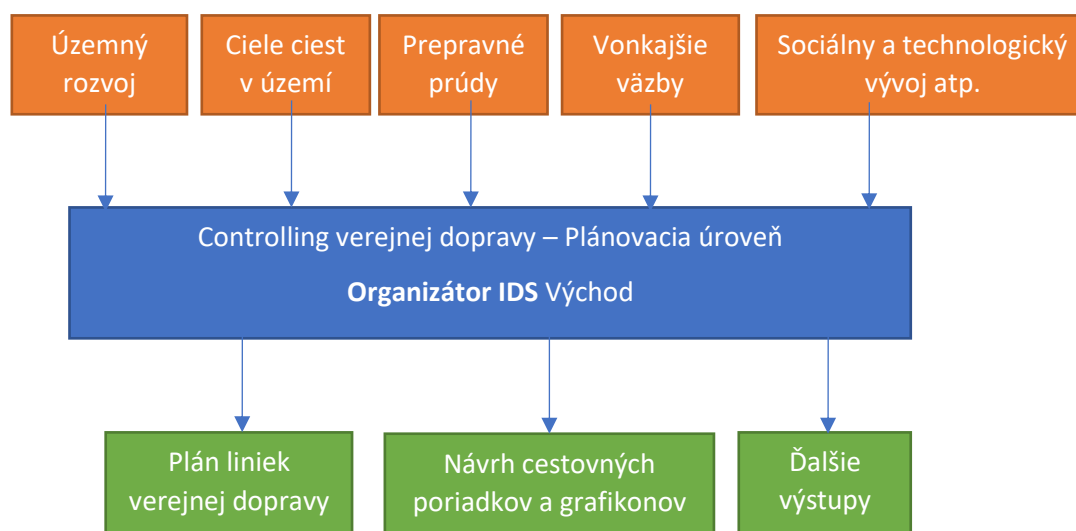 Územný
rozvoj
Ciele ciest
v území
Prepravné
prúdy
Vonkajšie
väzby
Sociálny a technologický
vývoj atp.
Controlling verejnej dopravy – Plánovacia úroveň
Organizátor IDS Východ
Plán liniek
verejnej dopravy
Návrh cestovných
poriadkov a grafikonov
Ďalšie
výstupy